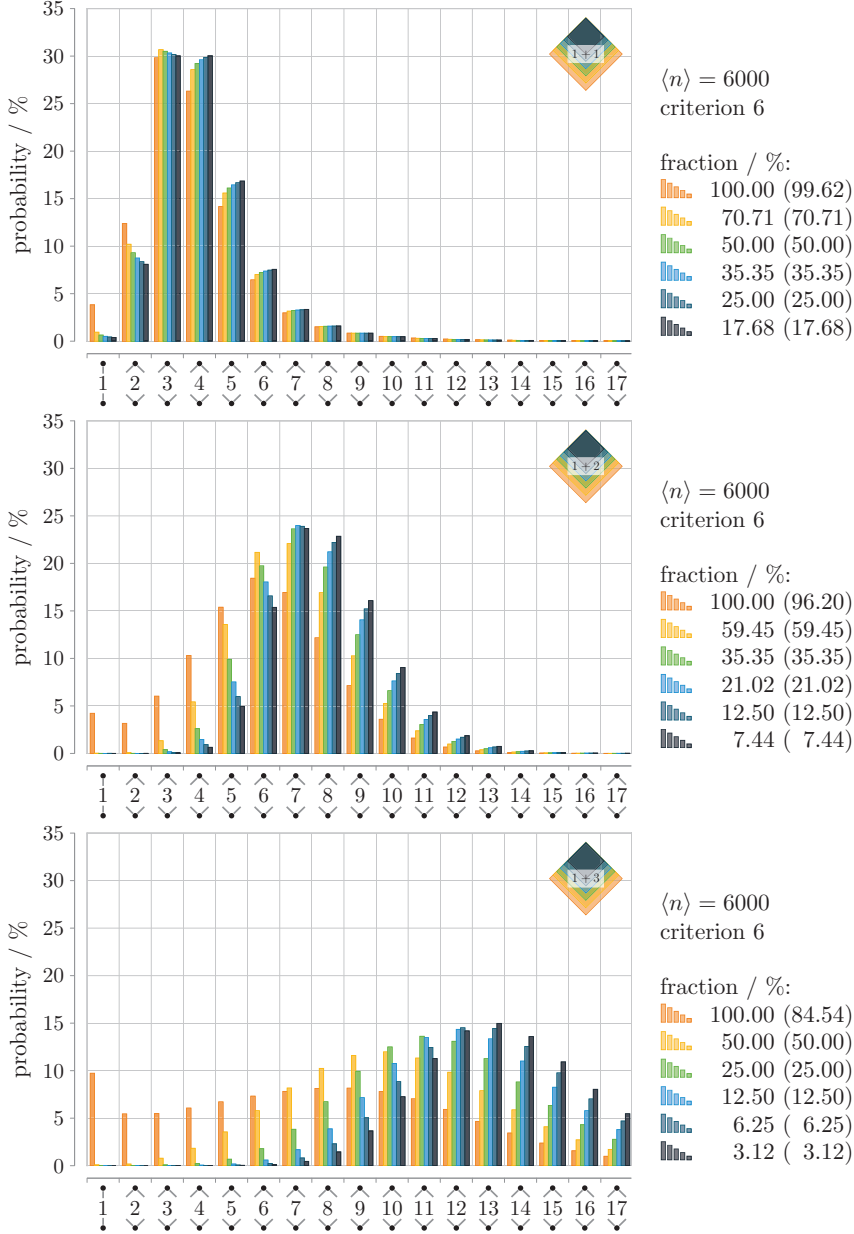 35
30
25
20
15
10
5
0
probability / %
1 + 1
1 2 3 4 5 6 7 8 9 10 11 12 13 14 15 16 17
⟨n⟩ = 6000
criterion 6
fraction / %:
100.00 (99.62)
70.71 (70.71)
50.00 (50.00)
35.35 (35.35)
25.00 (25.00)
17.68 (17.68)
35
30
25
20
15
10
5
0
probability / %
1 + 2
1 2 3 4 5 6 7 8 9 10 11 12 13 14 15 16 17
⟨n⟩ = 6000
criterion 6
fraction / %:
100.00 (96.20)
59.45 (59.45)
35.35 (35.35)
21.02 (21.02)
12.50 (12.50)
7.44 ( 7.44)
35
30
25
20
15
10
5
0
probability / %
1 + 3
1 2 3 4 5 6 7 8 9 10 11 12 13 14 15 16 17
⟨n⟩ = 6000
criterion 6
fraction / %:
100.00 (84.54)
50.00 (50.00)
25.00 (25.00)
12.50 (12.50)
6.25 ( 6.25)
3.12 ( 3.12)